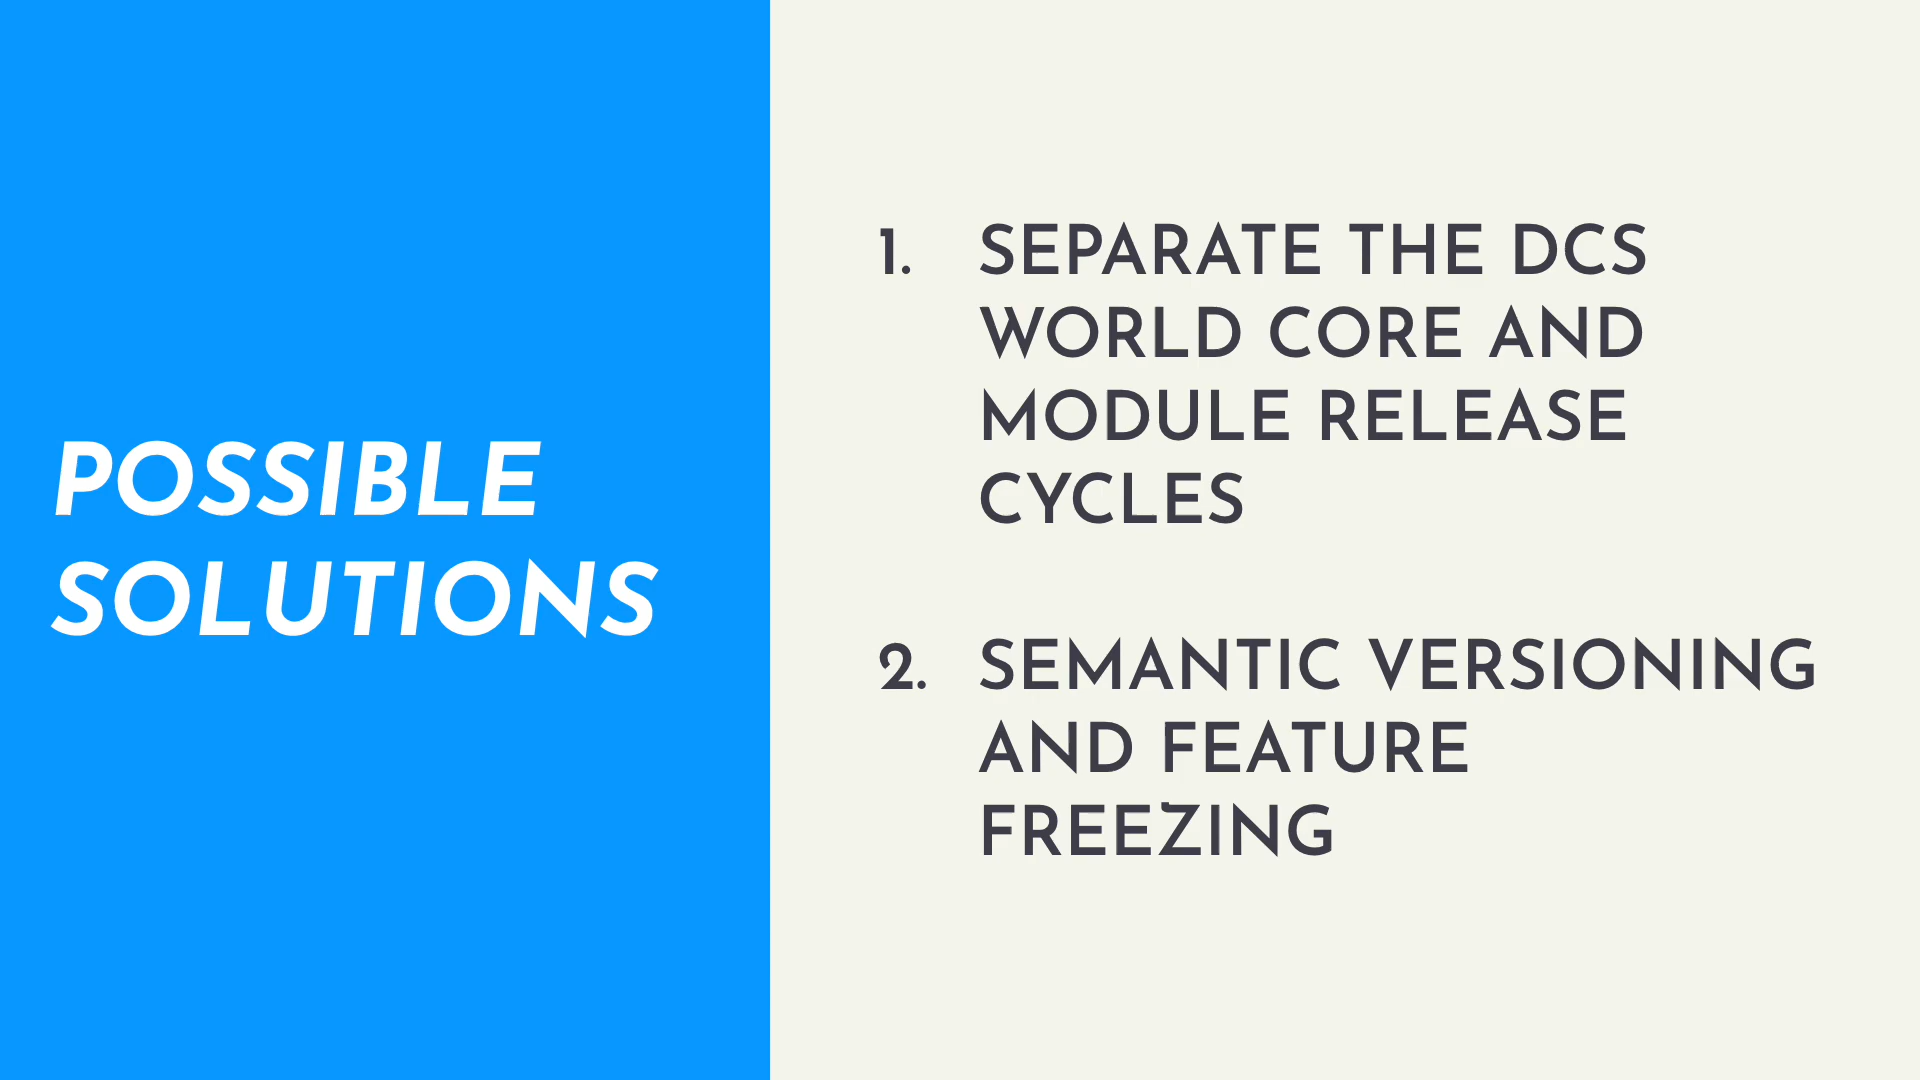 POSSIBLE
SOLUTIONS
1. SEPARATE THE DCS
WORLD CORE AND
MODULE RELEASE
CYCLES
2. SEMANTIC VERSIONING
AND FEATURE
FREEZING